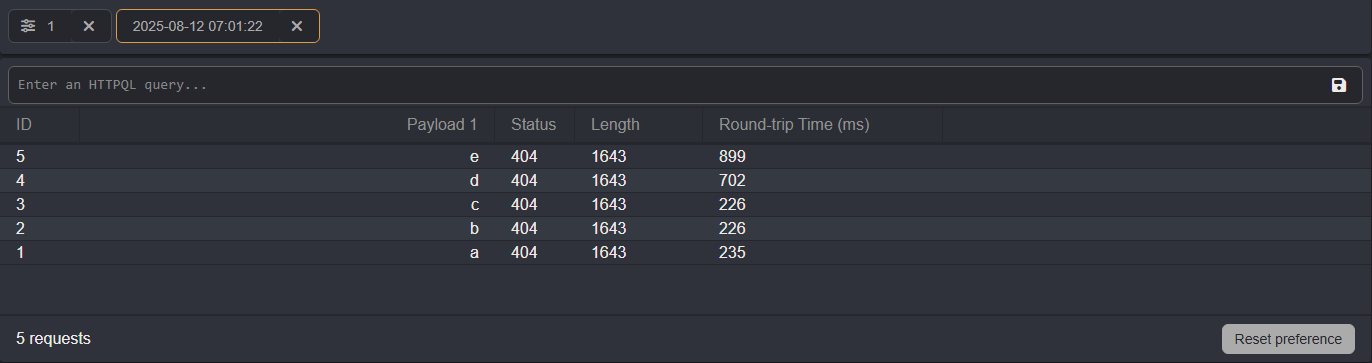 1 2025-08-12 07:01:22
Enter an HTTPQL query...
ID Payload 1 Status Length Round-trip Time (ms)
5 e 404 1643 899
4 d 404 1643 702
3 c 404 1643 226
2 b 404 1643 226
1 a 404 1643 235
5 requests Reset preference